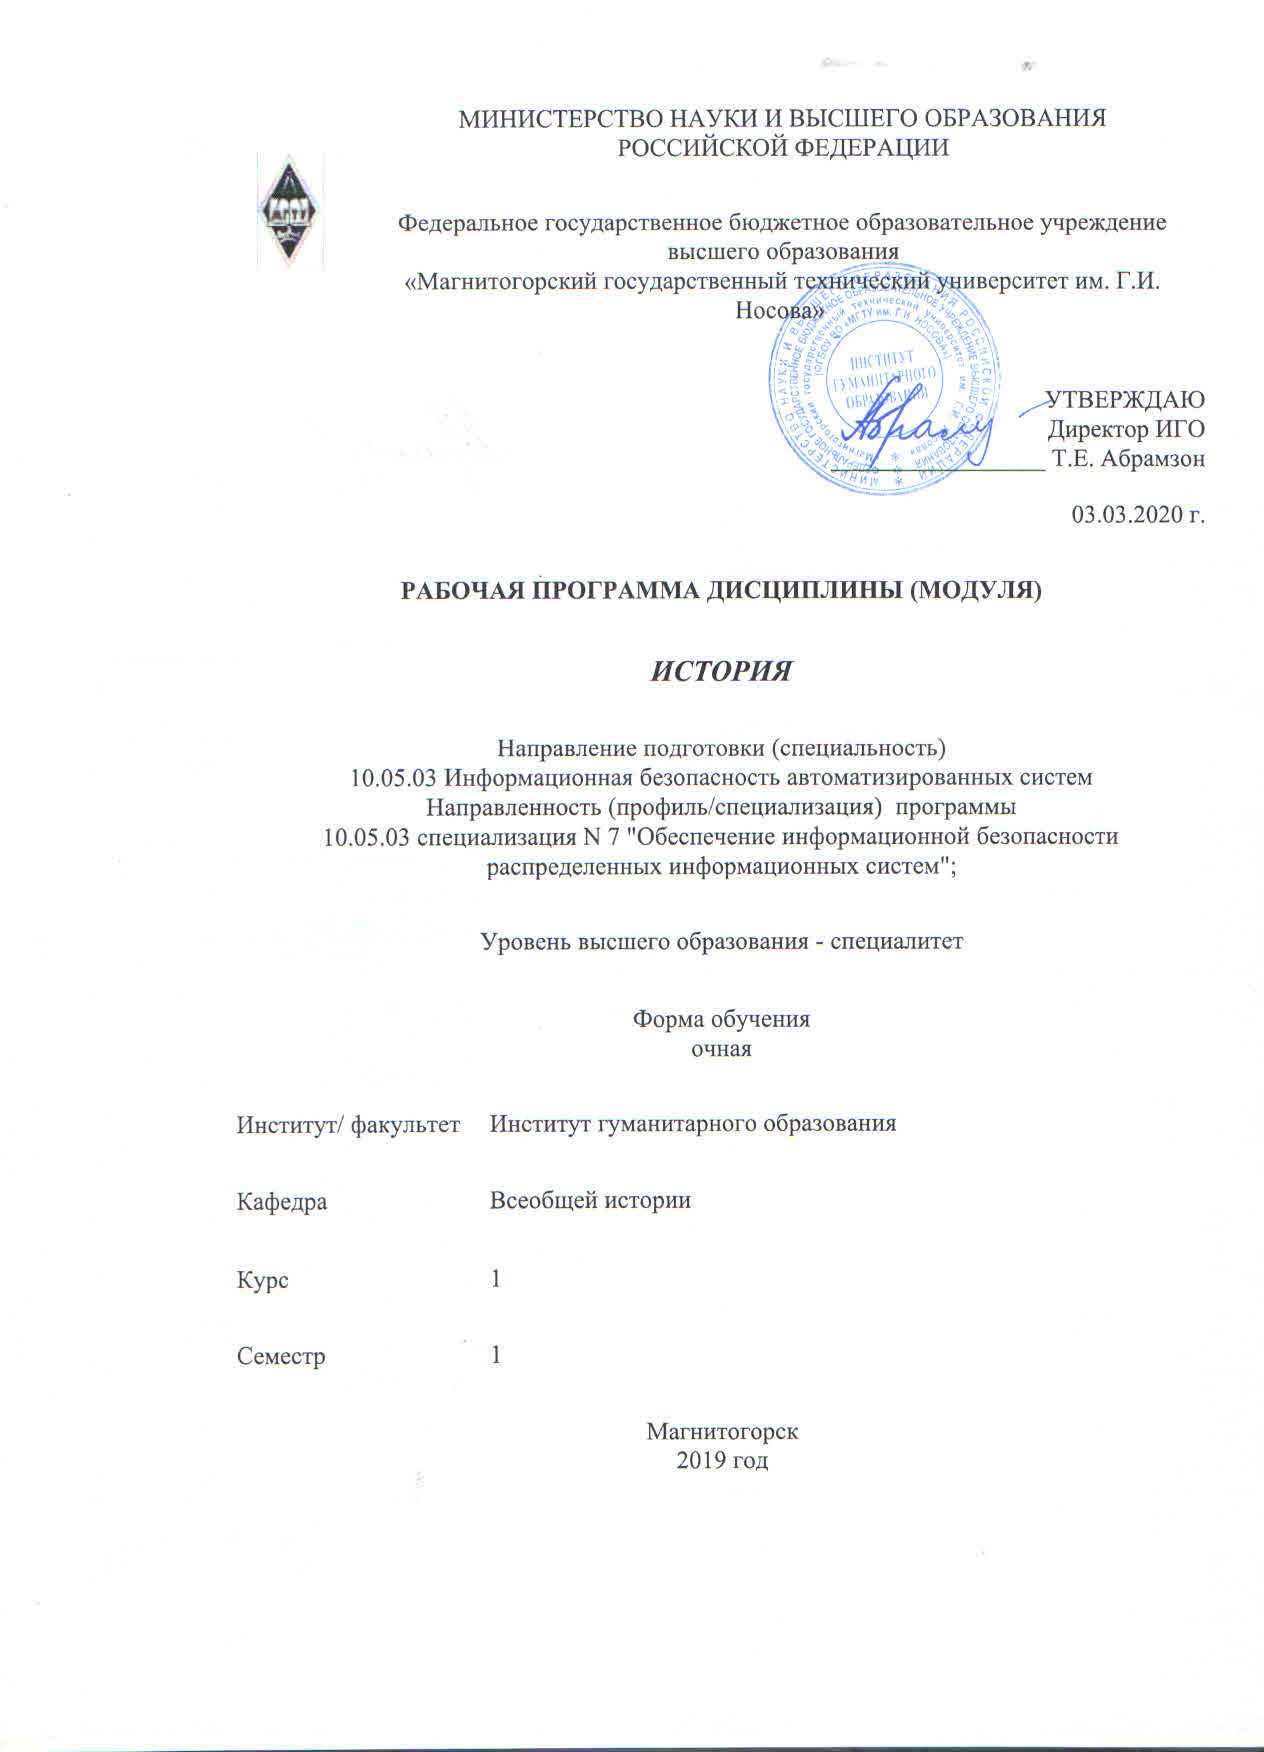 МИНИСТЕРСТВО НАУКИ И ВЫСШЕГО ОБРАЗОВАНИЯ
РОССИЙСКОЙ ФЕДЕРАЦИИ
Федеральное государственное бюджетное образовательное учреждение
высшего образования
«Магнитогорский государственный технический университет им. Г.И.
Носова»
ИНСТИТУТ
ГУМАНИТАРНОГО
ОБРАЗОВАНИЯ
УТВЕРЖДАЮ
Директор ИГО
Т.Е. Абрамзон
03.03.2020 г.
РАБОЧАЯ ПРОГРАММА ДИСЦИПЛИНЫ (МОДУЛЯ)
ИСТОРИЯ
Направление подготовки (специальность)
10.05.03 Информационная безопасность автоматизированных систем
Направленность (профиль/специализация) программы
10.05.03 специализация N 7 "Обеспечение информационной безопасности
распределенных информационных систем";
Уровень высшего образования - специалитет
Форма обучения
очная
Институт/ факультет Институт гуманитарного образования
Кафедра Всеобщей истории
Курс 1
Семестр 1
Магнитогорск
2019 год